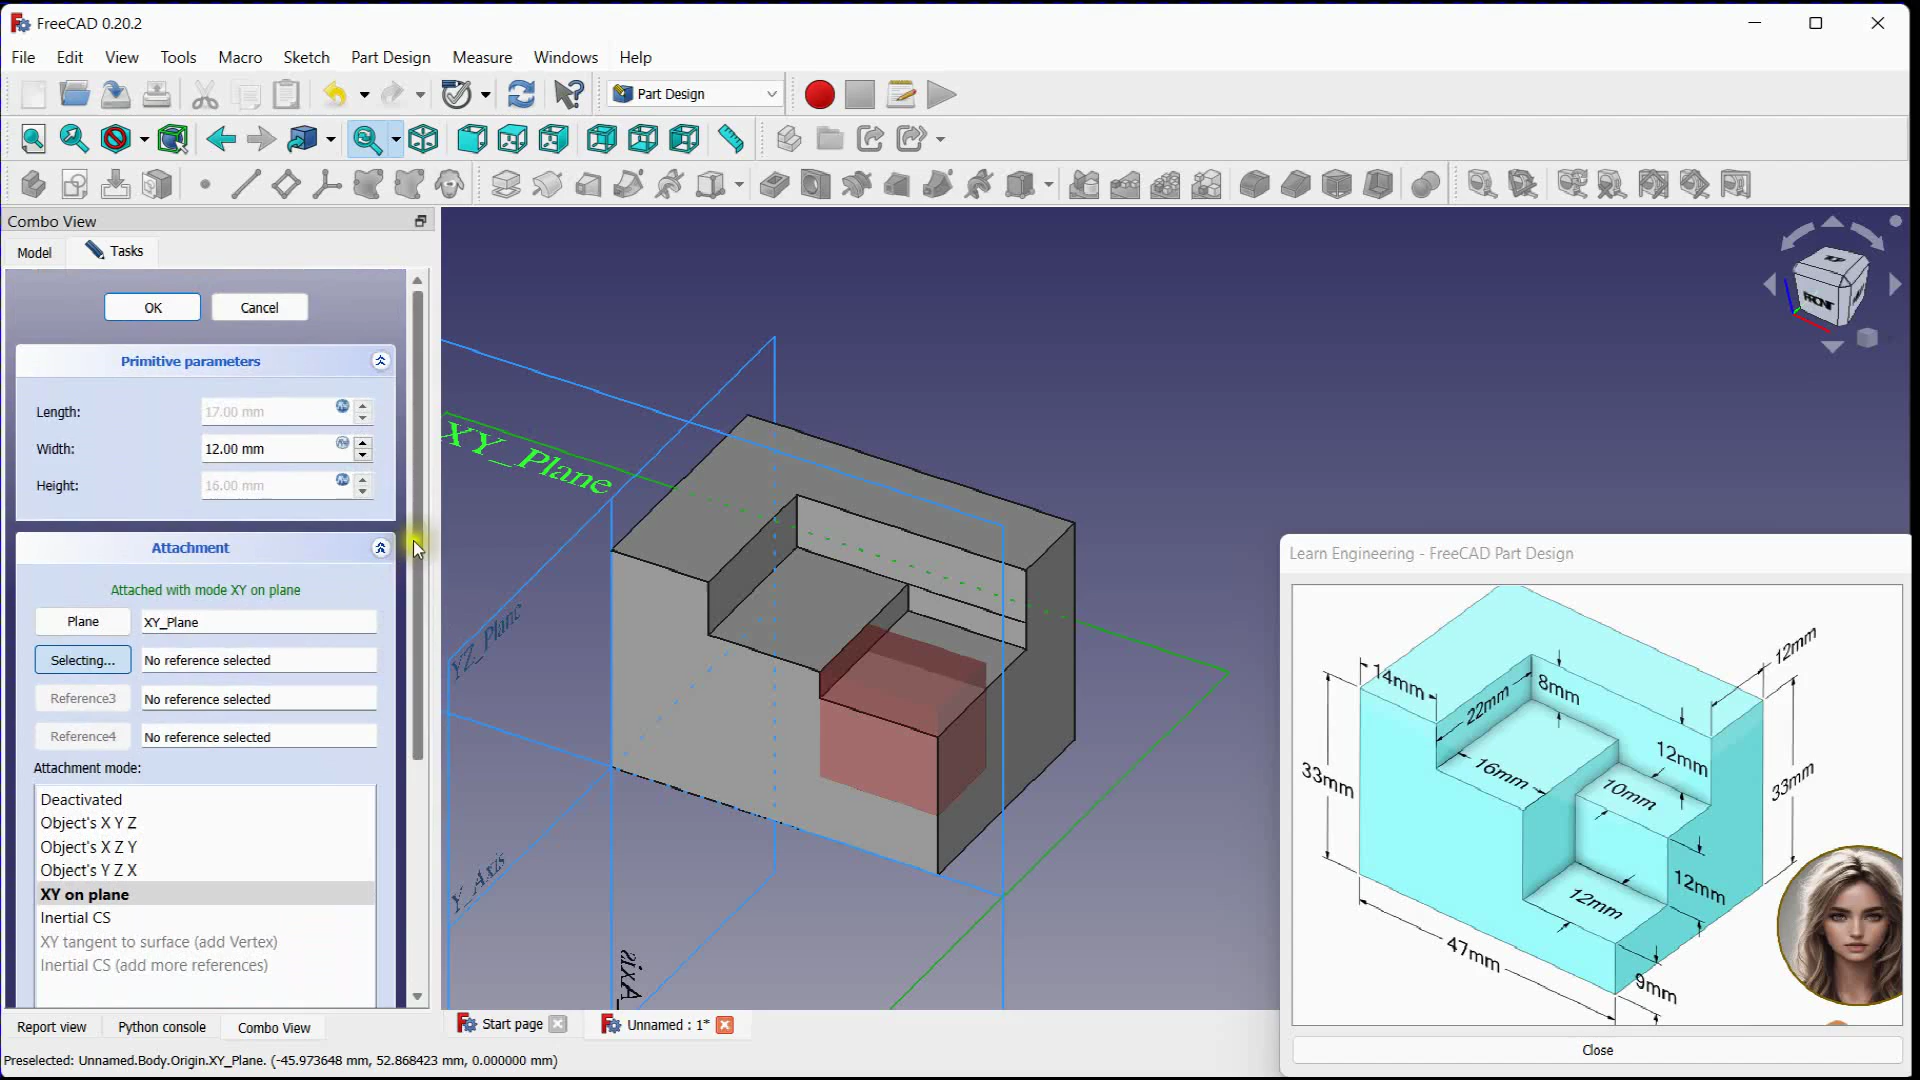 FreeCAD 0.20.2
File Edit View Tools Macro Sketch Part Design Measure Windows Help
Part Design
Combo View
Model Tasks
OK Cancel
Primitive parameters
Length: 17.00 mm
Width: 12.00 mm
Height: 16.00 mm
Attachment
Attached with mode XY on plane
Plane XY_Plane
Selecting... No reference selected
Reference3 No reference selected
Reference4 No reference selected
Attachment mode:
Deactivated
Object's X Y Z
Object's X Z Y
Object's Y Z X
XY on plane
Inertial CS
XY tangent to surface (add Vertex)
Inertial CS (add more references)
Report view Python console Combo View
Preselected: Unnamed.Body.Origin.XY_Plane. (-45.973648 mm, 52.868423 mm, 0.000000 mm)
XY_Plane
YZ_Plane
Y_Axis
_Axis
TOP
FRONT
Start page Unnamed : 1*
Learn Engineering - FreeCAD Part Design
12mm
14mm
8mm
22mm
12mm
16mm
10mm
33mm
33mm
12mm
12mm
47mm
9mm
Close